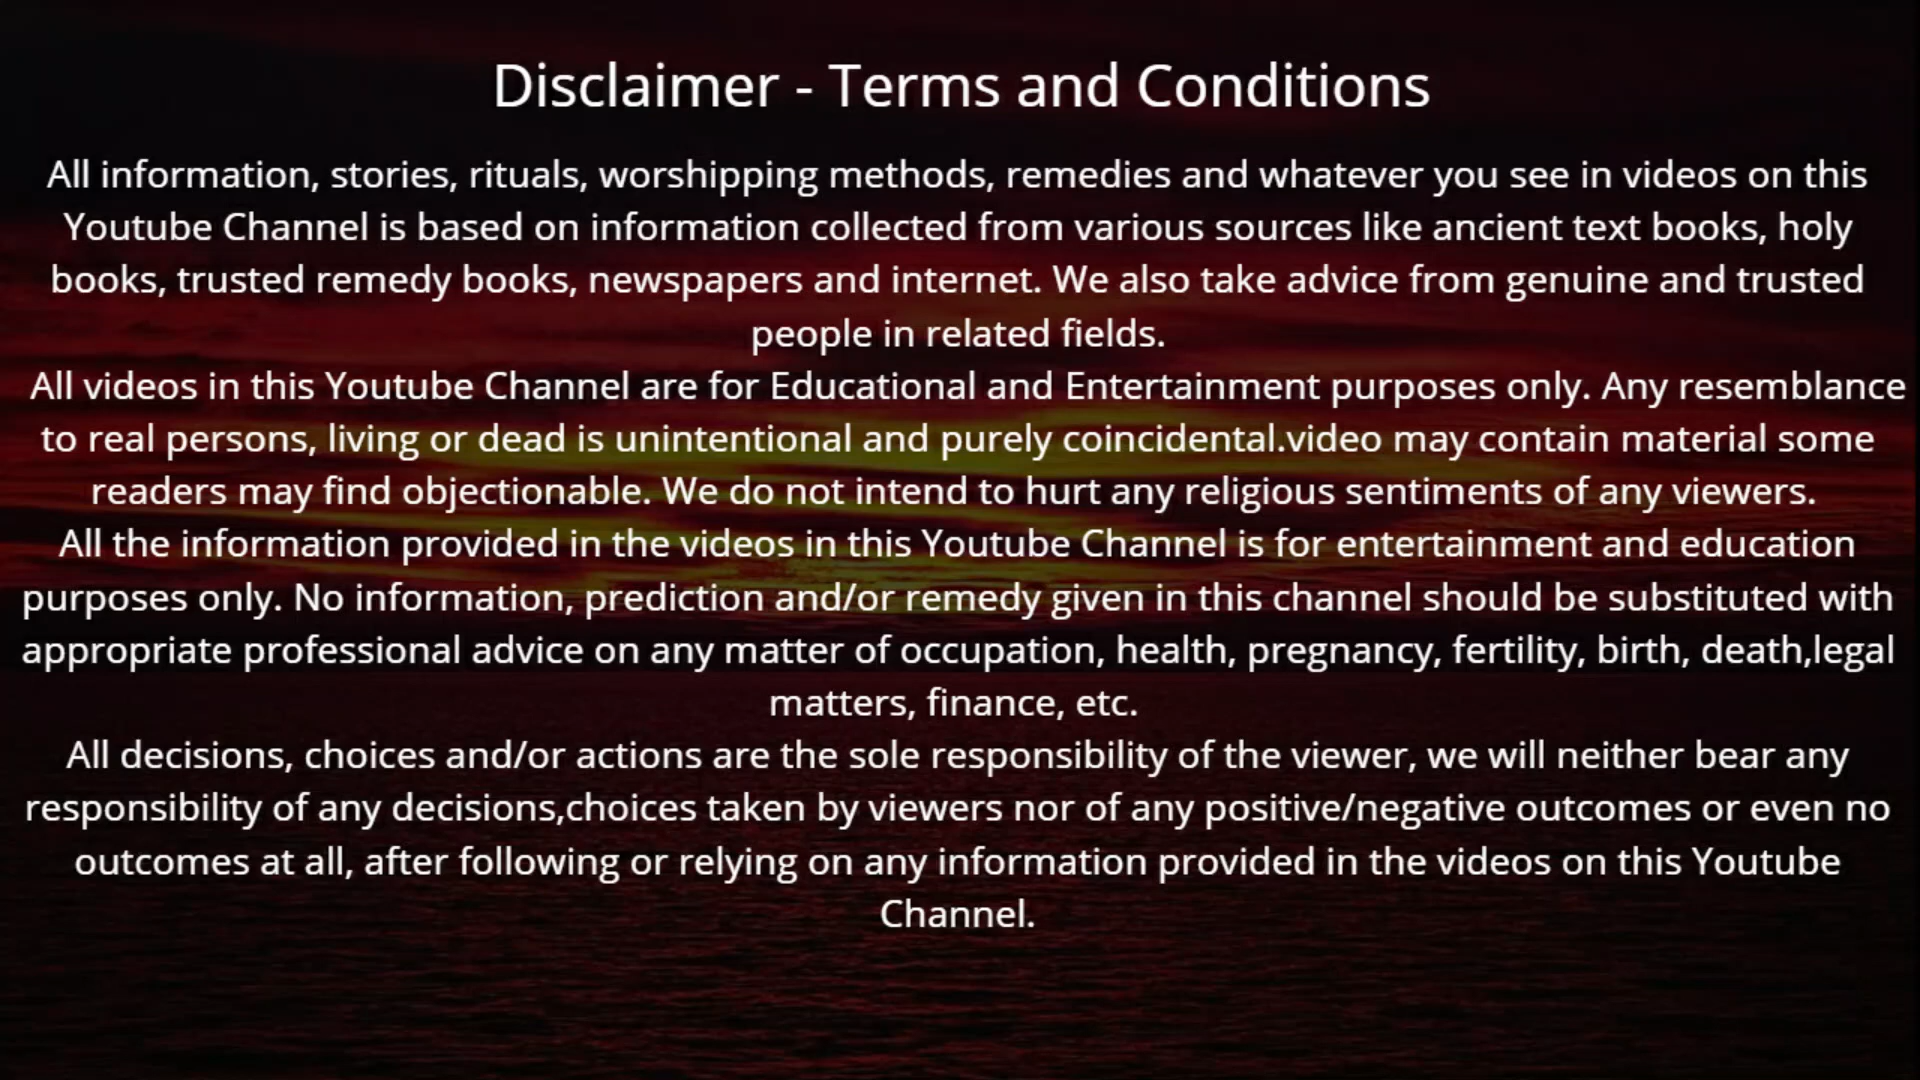 Disclaimer - Terms and Conditions
All information, stories, rituals, worshipping methods, remedies and whatever you see in videos on this
Youtube Channel is based on information collected from various sources like ancient text books, holy
books, trusted remedy books, newspapers and internet. We also take advice from genuine and trusted
people in related fields.
All videos in this Youtube Channel are for Educational and Entertainment purposes only. Any resemblance
to real persons, living or dead is unintentional and purely coincidental.video may contain material some
readers may find objectionable. We do not intend to hurt any religious sentiments of any viewers.
All the information provided in the videos in this Youtube Channel is for entertainment and education
purposes only. No information, prediction and/or remedy given in this channel should be substituted with
appropriate professional advice on any matter of occupation, health, pregnancy, fertility, birth, death,legal
matters, finance, etc.
All decisions, choices and/or actions are the sole responsibility of the viewer, we will neither bear any
responsibility of any decisions,choices taken by viewers nor of any positive/negative outcomes or even no
outcomes at all, after following or relying on any information provided in the videos on this Youtube
Channel.